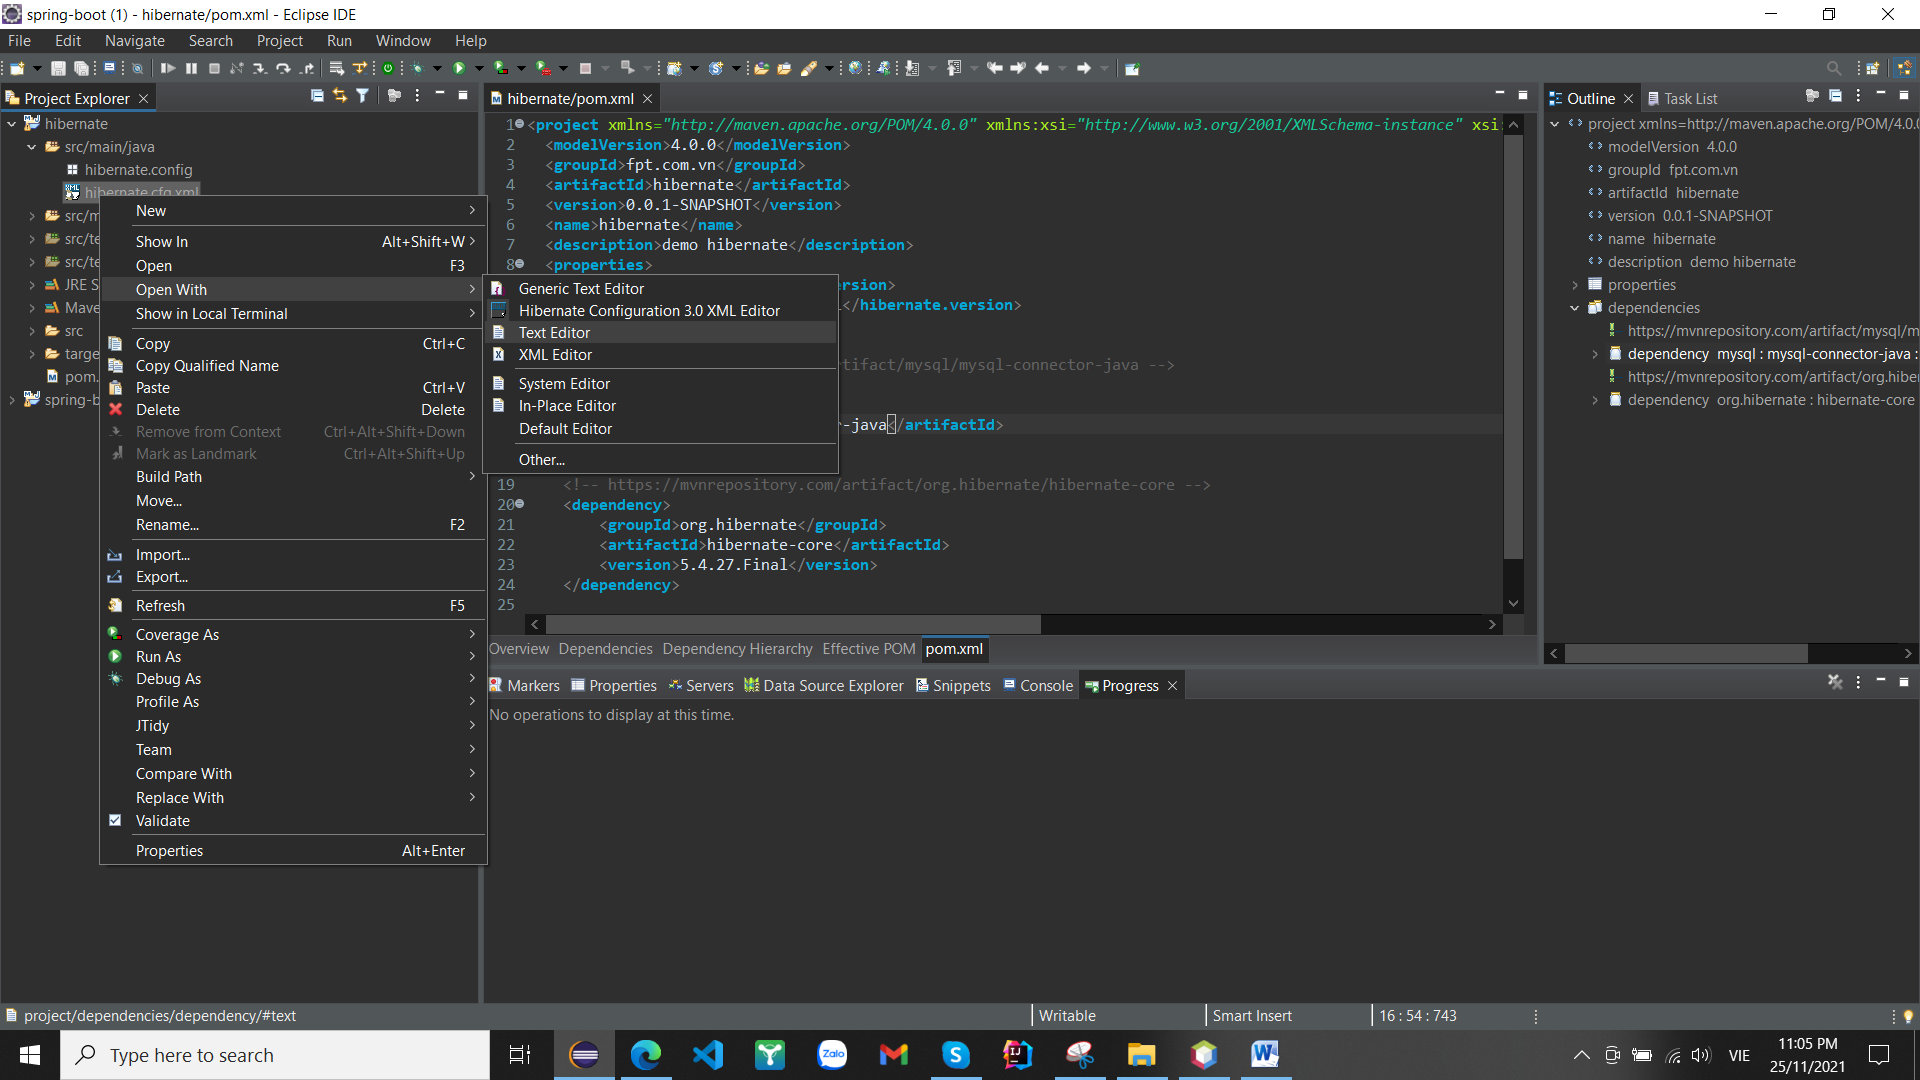 spring-boot (1) - hibernate/pom.xml - Eclipse IDE
File Edit Navigate Search Project Run Window Help
Project Explorer
hibernate
src/main/java
hibernate.config
hibernate.cfg.xml
src/m
src/te
src/te
JRE S
Mave
src
targe
pom.
spring-b
New
Show In Alt+Shift+W
Open F3
Open With
Show in Local Terminal
Copy Ctrl+C
Copy Qualified Name
Paste Ctrl+V
Delete Delete
Remove from Context Ctrl+Alt+Shift+Down
Mark as Landmark Ctrl+Alt+Shift+Up
Build Path
Move...
Rename... F2
Import...
Export...
Refresh F5
Coverage As
Run As
Debug As
Profile As
JTidy
Team
Compare With
Replace With
Validate
Properties Alt+Enter
Generic Text Editor
Hibernate Configuration 3.0 XML Editor
Text Editor
XML Editor
System Editor
In-Place Editor
Default Editor
Other...
hibernate/pom.xml
1 <project xmlns="http://maven.apache.org/POM/4.0.0" xmlns:xsi="http://www.w3.org/2001/XMLSchema-instance" xsi:
2 <modelVersion>4.0.0</modelVersion>
3 <groupId>fpt.com.vn</groupId>
4 <artifactId>hibernate</artifactId>
5 <version>0.0.1-SNAPSHOT</version>
6 <name>hibernate</name>
7 <description>demo hibernate</description>
8 <properties>
ersion>
</hibernate.version>
tifact/mysql/mysql-connector-java -->
-java</artifactId>
19 <!-- https://mvnrepository.com/artifact/org.hibernate/hibernate-core -->
20 <dependency>
21 <groupId>org.hibernate</groupId>
22 <artifactId>hibernate-core</artifactId>
23 <version>5.4.27.Final</version>
24 </dependency>
25
Overview Dependencies Dependency Hierarchy Effective POM pom.xml
Markers Properties Servers Data Source Explorer Snippets Console Progress
No operations to display at this time.
Outline Task List
project xmlns=http://maven.apache.org/POM/4.0.0
modelVersion 4.0.0
groupId fpt.com.vn
artifactId hibernate
version 0.0.1-SNAPSHOT
name hibernate
description demo hibernate
properties
dependencies
https://mvnrepository.com/artifact/mysql/m
dependency mysql : mysql-connector-java :
https://mvnrepository.com/artifact/org.hiber
dependency org.hibernate : hibernate-core
project/dependencies/dependency/#text
Writable
Smart Insert
16 : 54 : 743
Type here to search
Zalo
VIE
11:05 PM
25/11/2021